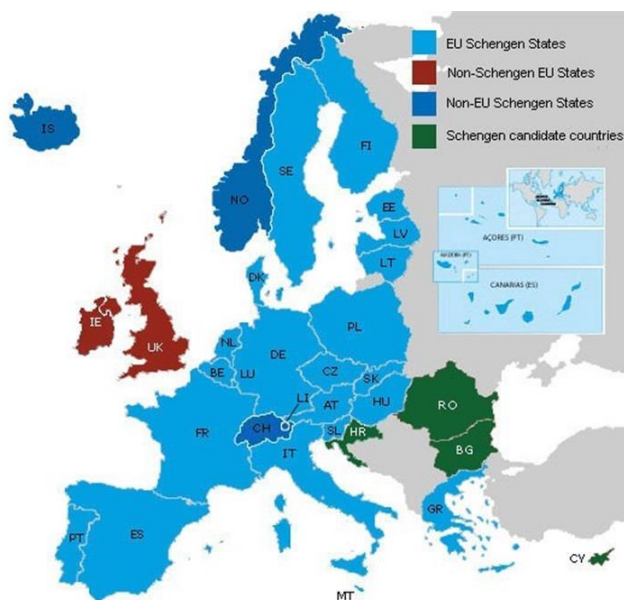 EU Schengen States
Non-Schengen EU States
Non-EU Schengen States
Schengen candidate countries
IS
FI
SE
NO
EE
LV
LT
AÇORES (PT)
MADEIRA (PT)
CANARIAS (ES)
DK
IE
UK
NL
PL
DE
BE
LU
CZ
SK
LI
AT
HU
RO
FR
CH
SL
HR
BG
IT
GR
PT
ES
CY
MT